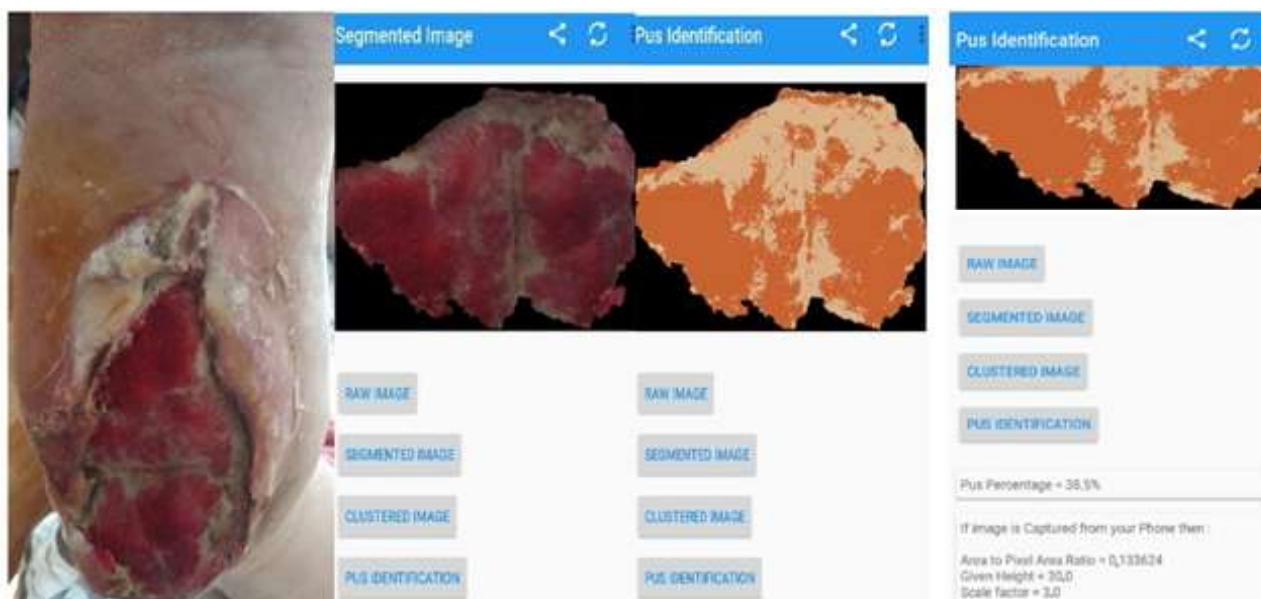 Segmented Image
RAW IMAGE
SEGMENTED IMAGE
CLUSTERED IMAGE
PUS IDENTIFICATION
Pus Identification
RAW IMAGE
SEGMENTED IMAGE
CLUSTERED IMAGE
PUS IDENTIFICATION
Pus Identification
RAW IMAGE
SEGMENTED IMAGE
CLUSTERED IMAGE
PUS IDENTIFICATION
Pus Percentage = 38.5%
If image is Captured from your Phone then :
Area to Pixel Area Ratio = 0,133624
Given Height = 30,0
Scale factor = 3,0